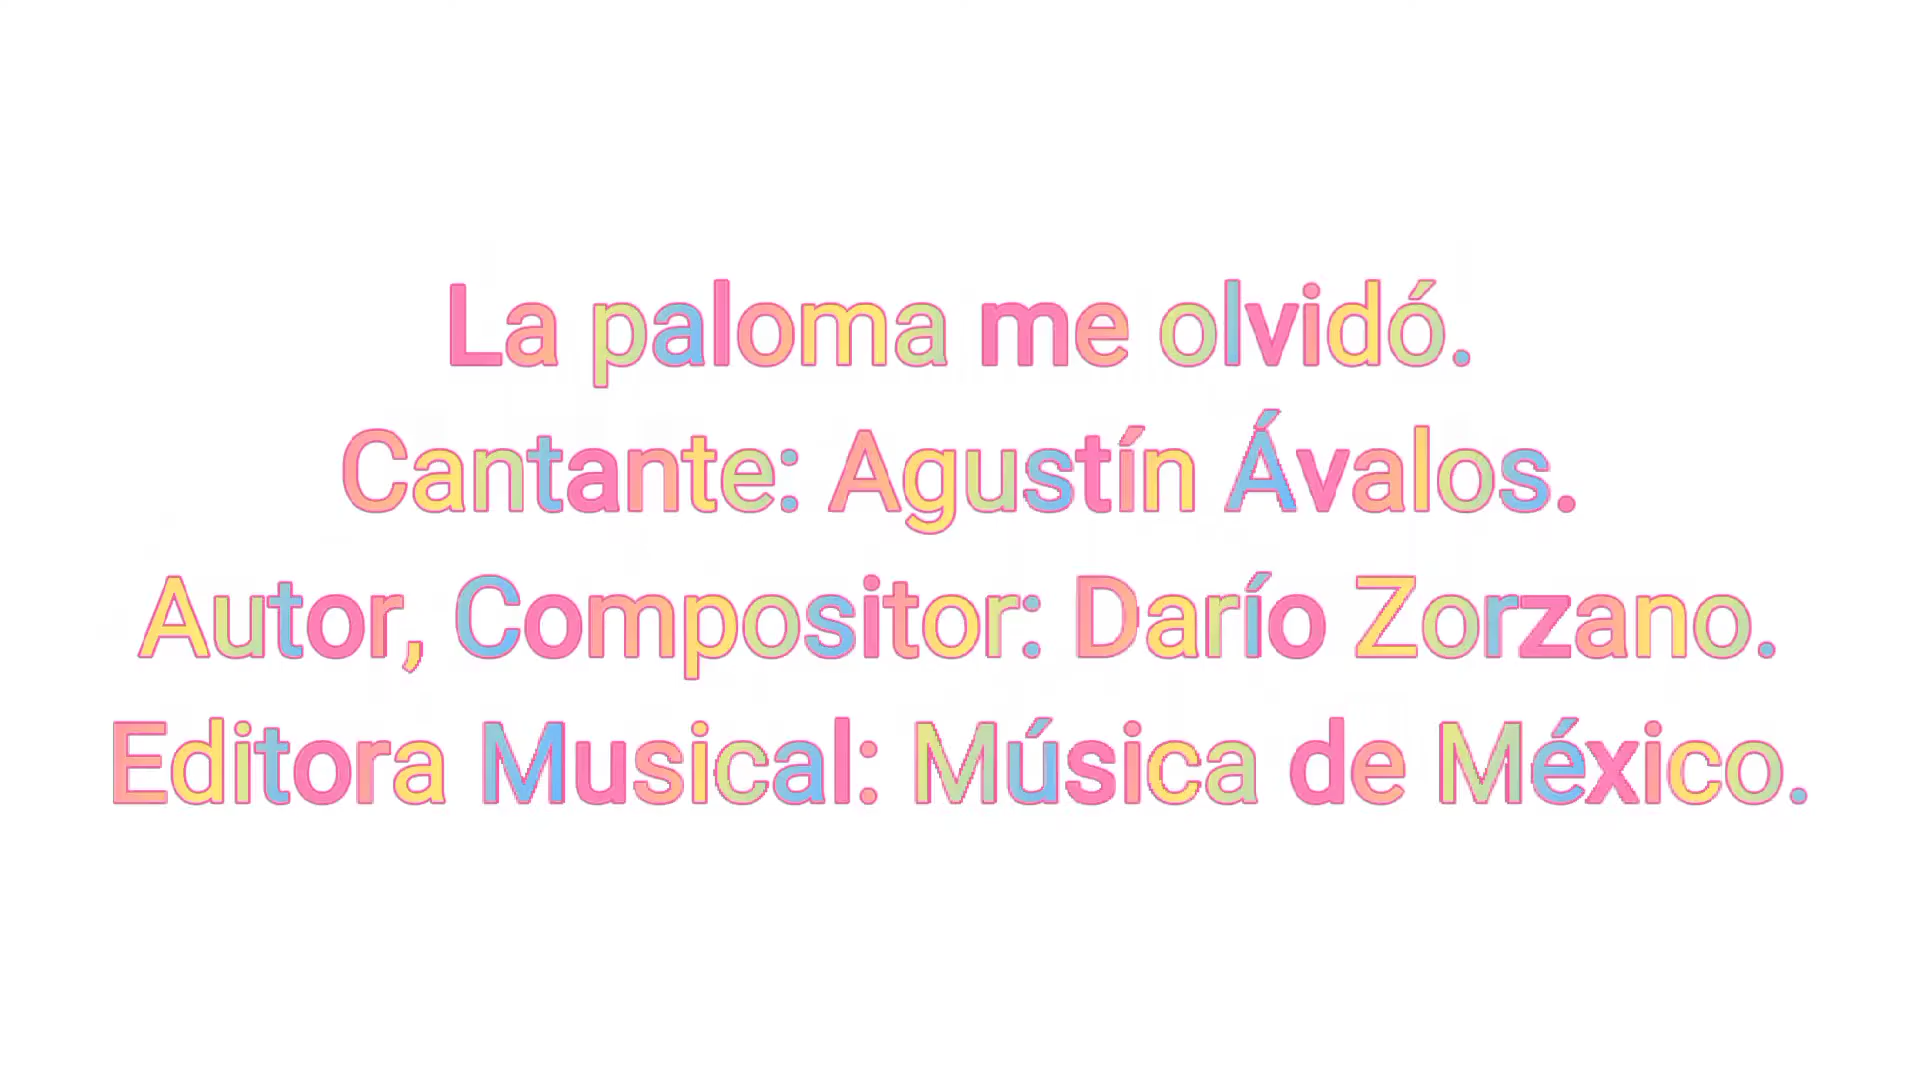 La paloma me olvidó.
Cantante: Agustín Ávalos.
Autor, Compositor: Darío Zorzano.
Editora Musical: Música de México.